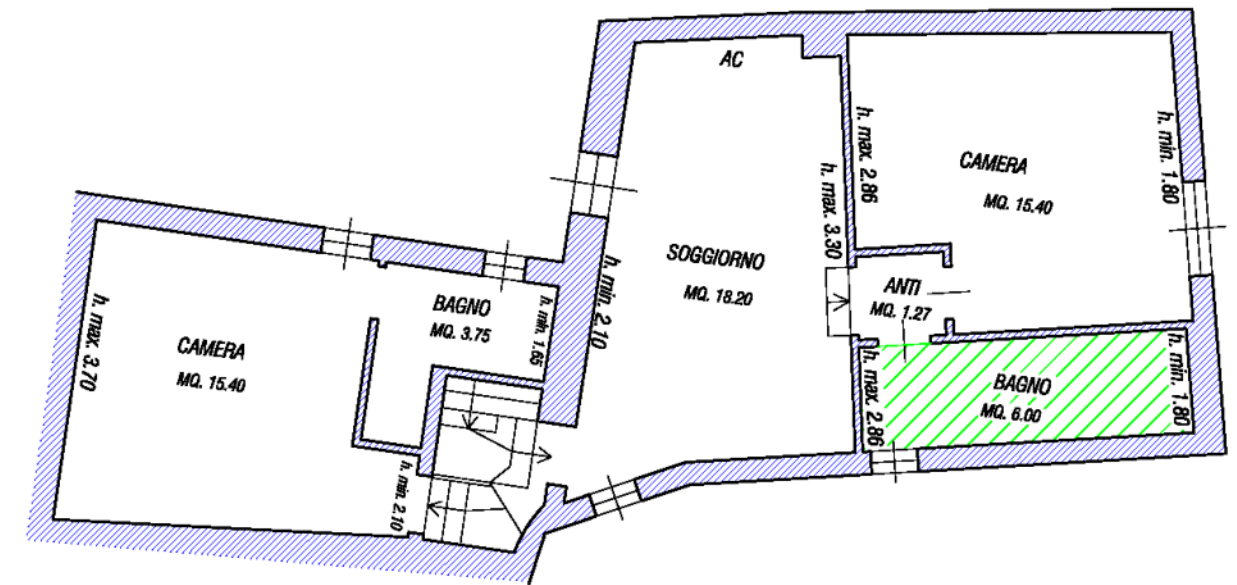 AC
h. max. 2.86
h. min. 1.80
CAMERA
MQ. 15.40
h. max. 3.30
SOGGIORNO
MQ. 18.20
h. min. 2.10
ANTI
MQ. 1.27
BAGNO
MQ. 3.75
h. min. 1.65
h. max. 3.70
CAMERA
MQ. 15.40
h. max. 2.86
BAGNO
MQ. 6.00
h. min. 1.80
h. min. 2.10